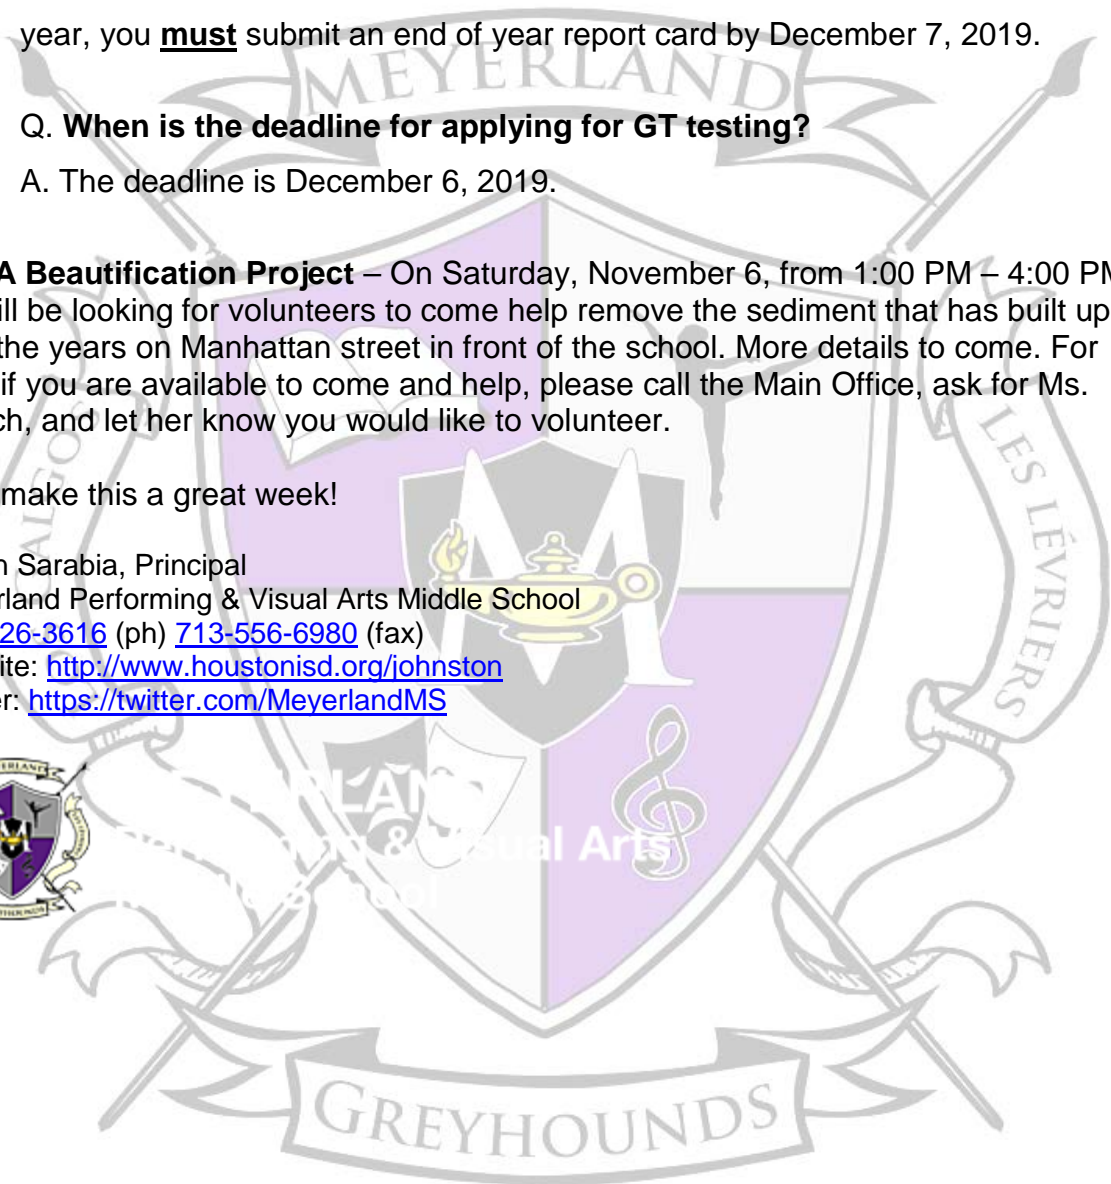 year, you must submit an end of year report card by December 7, 2019.
Q. When is the deadline for applying for GT testing?
A. The deadline is December 6, 2019.
A Beautification Project – On Saturday, November 6, from 1:00 PM – 4:00 PM
ill be looking for volunteers to come help remove the sediment that has built up
the years on Manhattan street in front of the school. More details to come. For
if you are available to come and help, please call the Main Office, ask for Ms.
ch, and let her know you would like to volunteer.
make this a great week!
n Sarabia, Principal
rland Performing & Visual Arts Middle School
26-3616 (ph) 713-556-6980 (fax)
ite: http://www.houstonisd.org/johnston
er: https://twitter.com/MeyerlandMS
MEYERLAND
LES LÉVRIERS
GREYHOUNDS